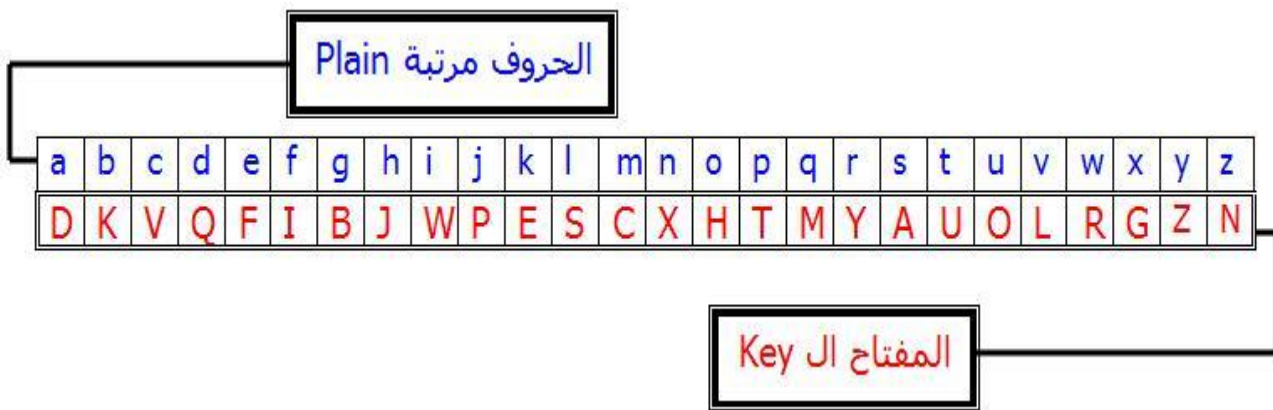 الحروف مرتبة Plain
a b c d e f g h i j k l m n o p q r s t u v w x y z
D K V Q F I B J W P E S C X H T M Y A U O L R G Z N
المفتاح ال Key